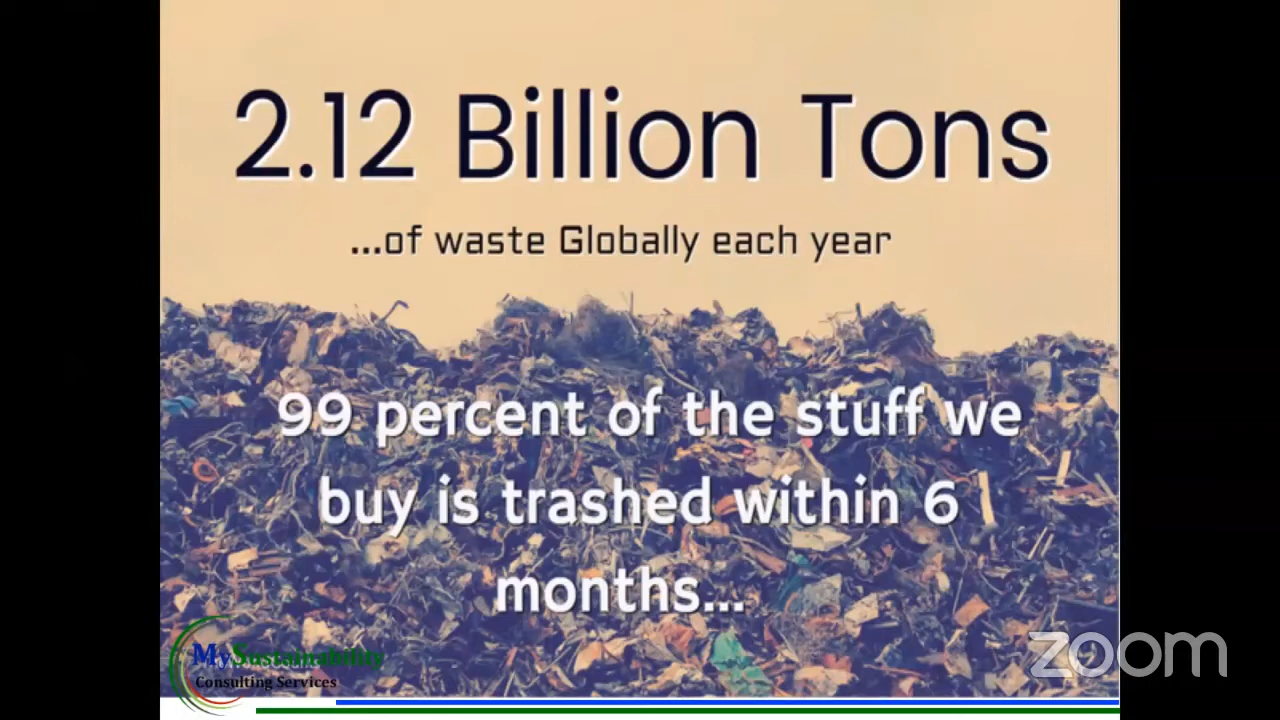 2.12 Billion Tons
...of waste Globally each year
99 percent of the stuff we
buy is trashed within 6
months...
MySustainability
Consulting Services
zoom